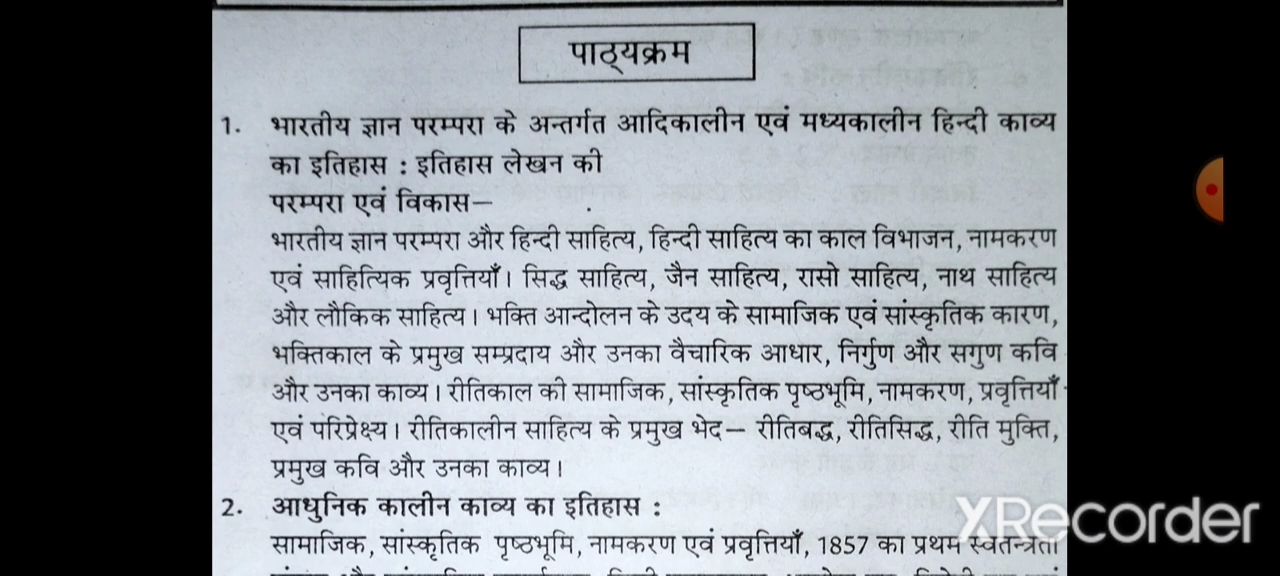 पाठ्यक्रम
1. भारतीय ज्ञान परम्परा के अन्तर्गत आदिकालीन एवं मध्यकालीन हिन्दी काव्य
का इतिहास : इतिहास लेखन की
परम्परा एवं विकास—
भारतीय ज्ञान परम्परा और हिन्दी साहित्य, हिन्दी साहित्य का काल विभाजन, नामकरण
एवं साहित्यिक प्रवृत्तियाँ। सिद्ध साहित्य, जैन साहित्य, रासो साहित्य, नाथ साहित्य
और लौकिक साहित्य। भक्ति आन्दोलन के उदय के सामाजिक एवं सांस्कृतिक कारण,
भक्तिकाल के प्रमुख सम्प्रदाय और उनका वैचारिक आधार, निर्गुण और सगुण कवि
और उनका काव्य। रीतिकाल की सामाजिक, सांस्कृतिक पृष्ठभूमि, नामकरण, प्रवृत्तियाँ
एवं परिप्रेक्ष्य। रीतिकालीन साहित्य के प्रमुख भेद— रीतिबद्ध, रीतिसिद्ध, रीति मुक्ति,
प्रमुख कवि और उनका काव्य।
2. आधुनिक कालीन काव्य का इतिहास :
सामाजिक, सांस्कृतिक पृष्ठभूमि, नामकरण एवं प्रवृत्तियाँ, 1857 का प्रथम स्वतन्त्रता
XRecorder